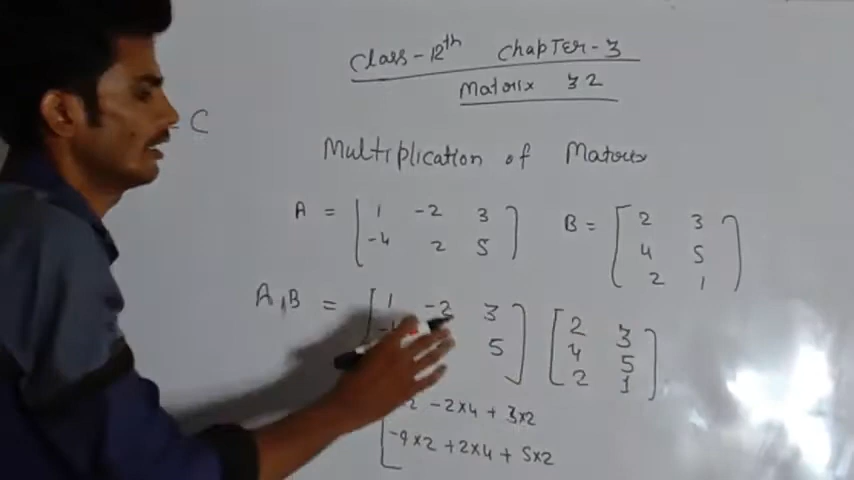 Class-12th Chapter-3
Matrix 32
- C
Multiplication of Matrix
A = [ 1 -2 3 ] B = [ 2 3 ]
-4 2 5 4 5
2 1
A,B = [ 1 -2 3 ] [ 2 3 ]
5 4 5
2 1
2 -2x4 + 3x2
-4x2 +2x4 + 5x2